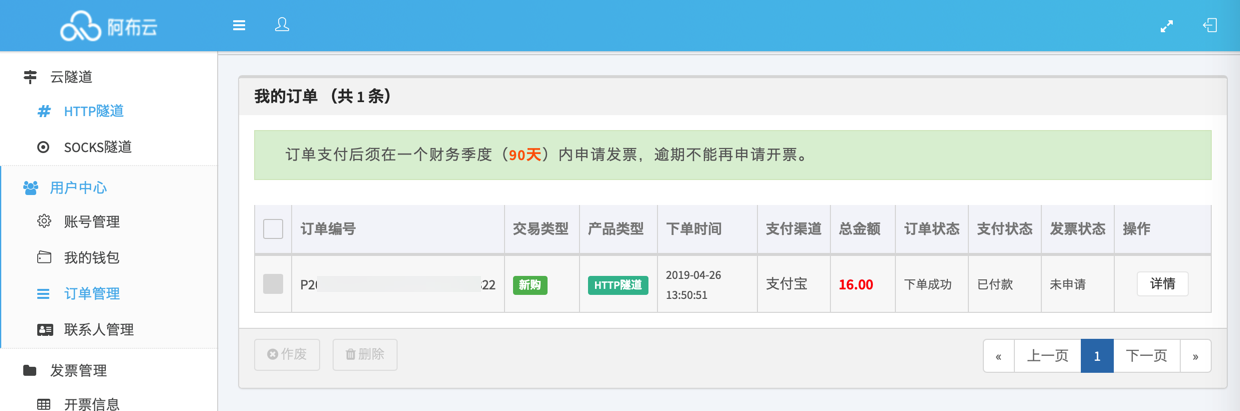 阿布云
云隧道
HTTP隧道
SOCKS隧道
用户中心
账号管理
我的钱包
订单管理
联系人管理
发票管理
开票信息
我的订单 （共 1 条）
订单支付后须在一个财务季度（90天）内申请发票，逾期不能再申请开票。
订单编号 交易类型 产品类型 下单时间 支付渠道 总金额 订单状态 支付状态 发票状态 操作
P20 322 新购 HTTP隧道 2019-04-26 13:50:51 支付宝 16.00 下单成功 已付款 未申请 详情
作废 删除 « 上一页 1 下一页 »